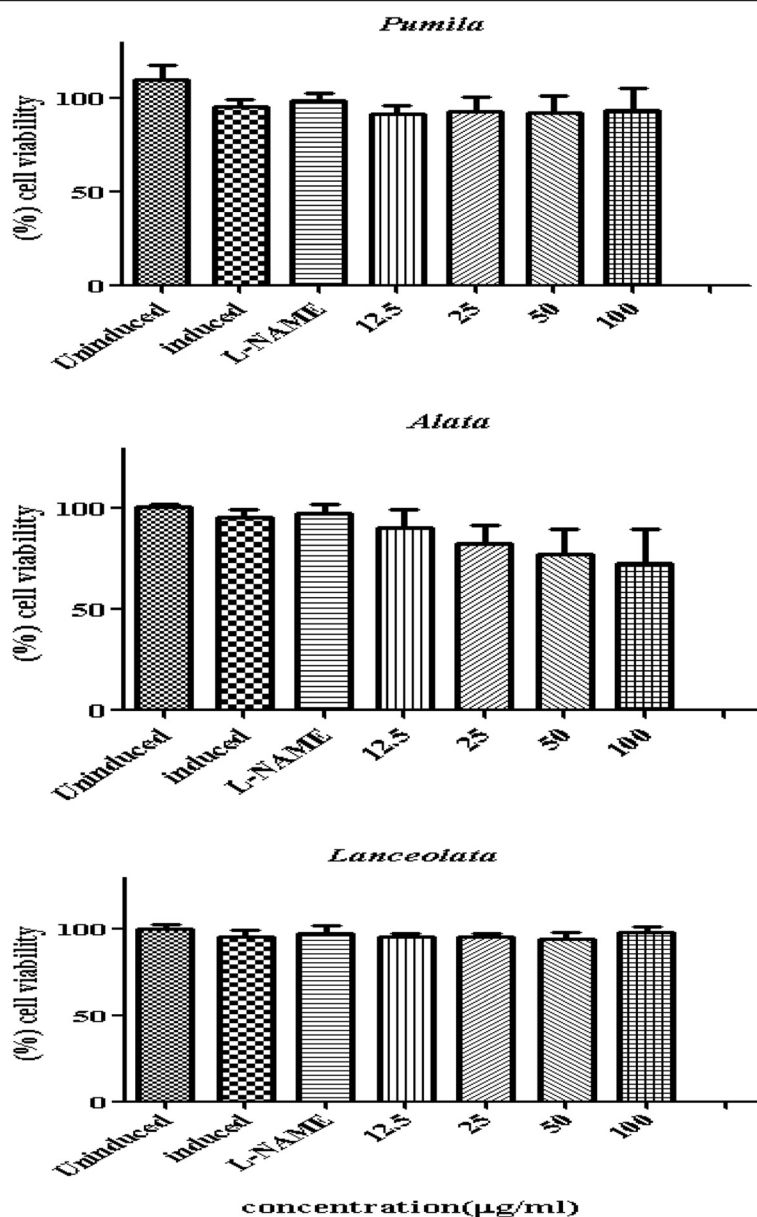 Pumila
(%) cell viability
100
50
0
Uninduced
induced
L-NAME
12.5
25
50
100
Alata
(%) cell viability
100
50
0
Uninduced
induced
L-NAME
12.5
25
50
100
Lanceolata
(%) cell viability
100
50
0
Uninduced
induced
L-NAME
12.5
25
50
100
concentration(µg/ml)